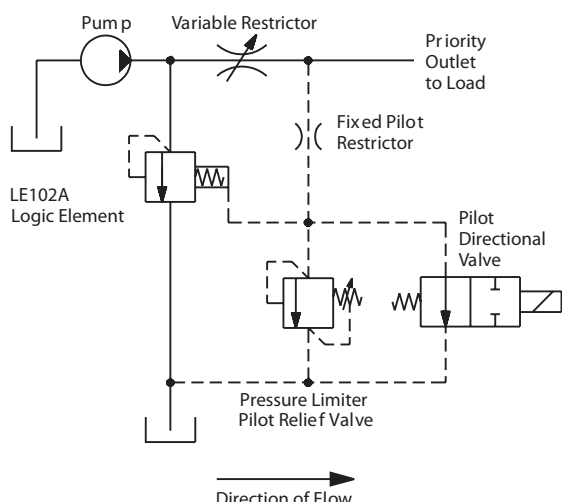 Pump
Variable Restrictor
Priority
Outlet
to Load
Fixed Pilot
Restrictor
LE102A
Logic Element
Pilot
Directional
Valve
Pressure Limiter
Pilot Relief Valve
Direction of Flow